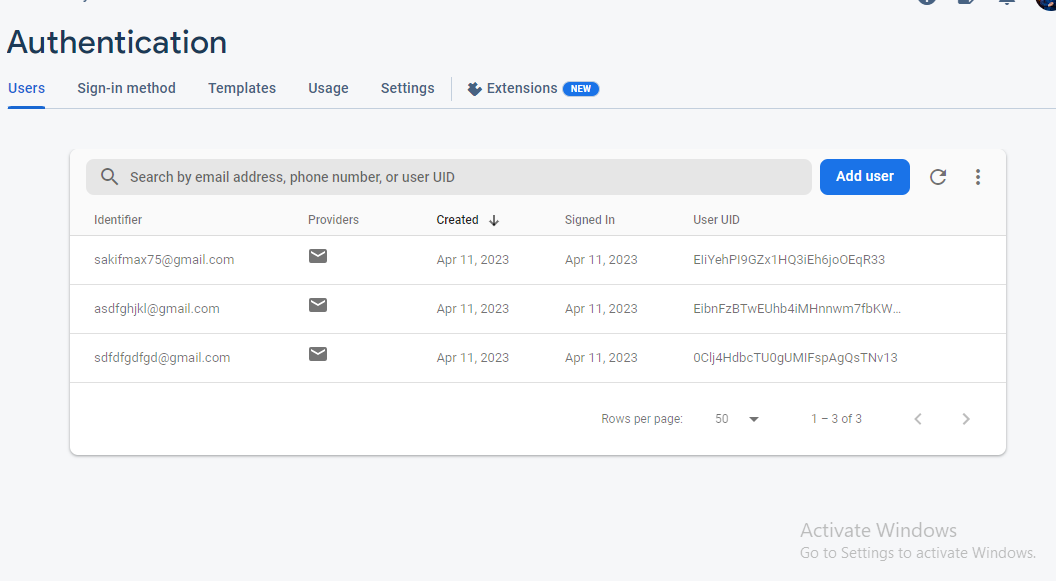 Authentication
Users Sign-in method Templates Usage Settings Extensions NEW
Search by email address, phone number, or user UID Add user
Identifier Providers Created Signed In User UID
sakifmax75@gmail.com Apr 11, 2023 Apr 11, 2023 EIiYehPI9GZx1HQ3iEh6joOEqR33
asdfghjkl@gmail.com Apr 11, 2023 Apr 11, 2023 EibnFzBTwEUhb4iMHnnwm7fbKW...
sdfdfgdfgd@gmail.com Apr 11, 2023 Apr 11, 2023 0Clj4HdbcTU0gUMIFspAgQsTNv13
Rows per page: 50 1 – 3 of 3
Activate Windows
Go to Settings to activate Windows.